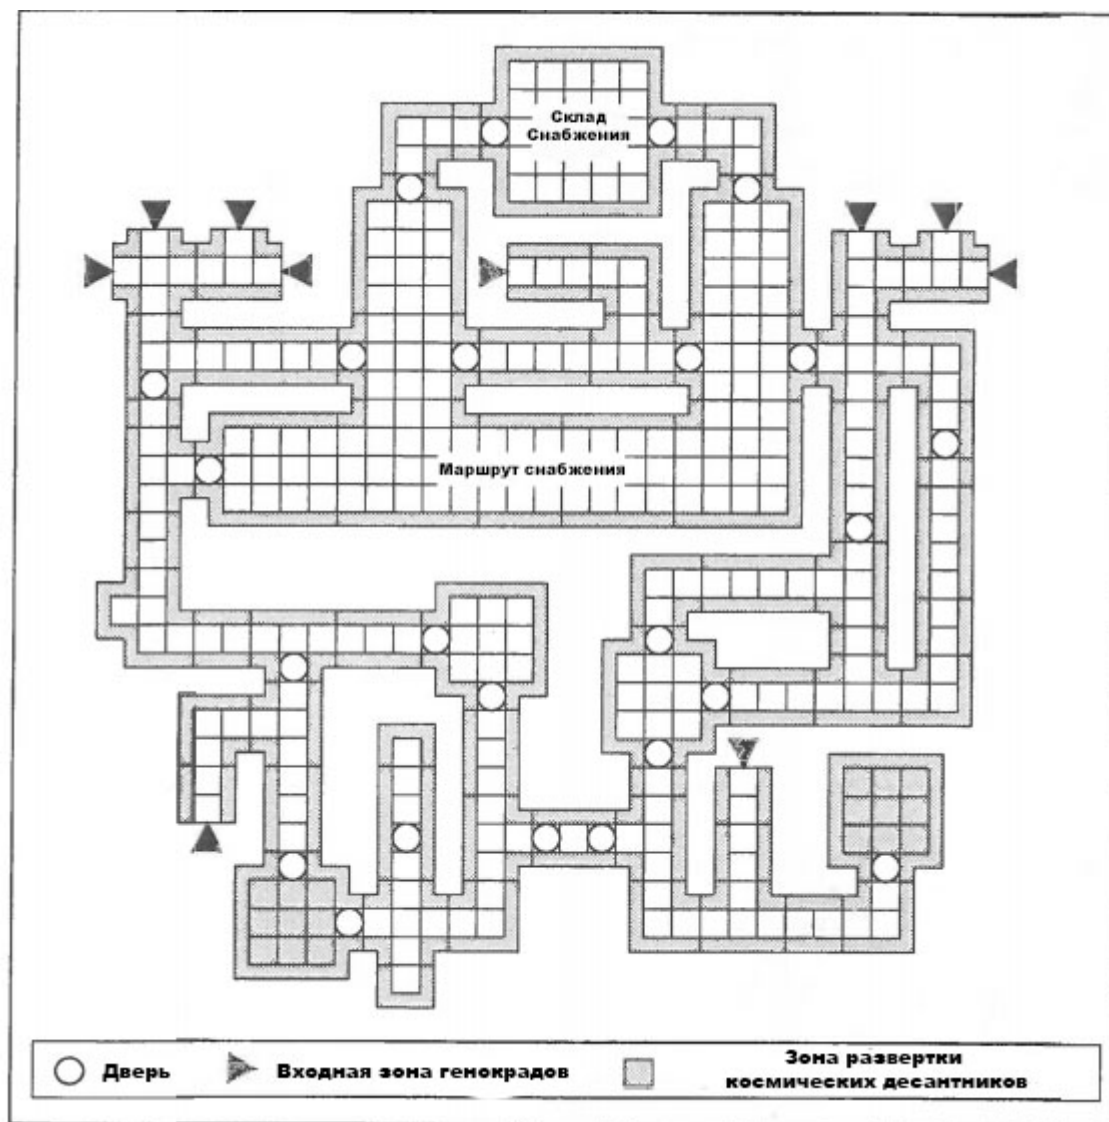 Склад
Снабжения
Маршрут снабжения
Дверь
Входная зона генокрадов
Зона развертки
космических десантников